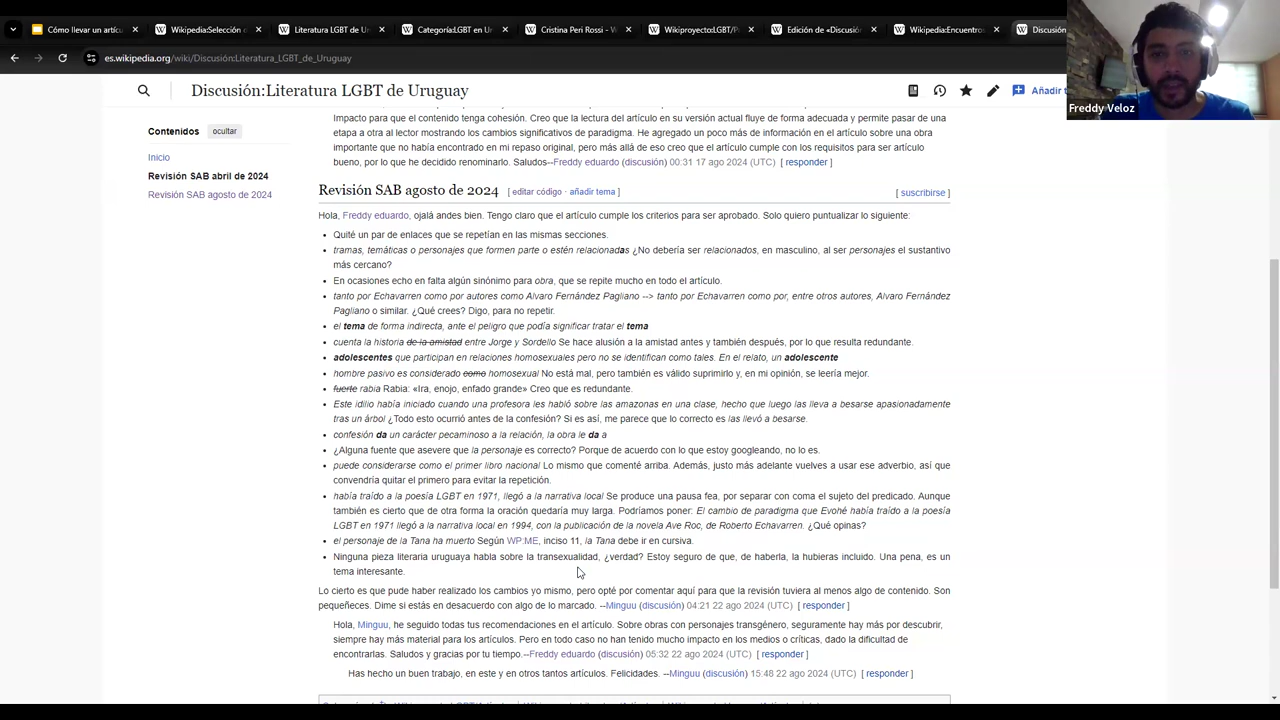 Cómo llevar un artícu
Wikipedia:Selección d
Literatura LGBT de Ur
Categoría:LGBT en U
Cristina Peri Rossi - W
Wikiproyecto:LGBT/P
Edición de «Discusió
Wikipedia:Encuentros
Discusión
es.wikipedia.org/wiki/Discusión:Literatura_LGBT_de_Uruguay
Discusión:Literatura LGBT de Uruguay
Añadir t
Freddy Veloz
Contenidos ocultar
Inicio
Revisión SAB abril de 2024
Revisión SAB agosto de 2024
Impacto para que el contenido tenga cohesión. Creo que la lectura del artículo en su versión actual fluye de forma adecuada y permite pasar de una
etapa a otra al lector mostrando los cambios significativos de paradigma. He agregado un poco más de información en el artículo sobre una obra
importante que no había encontrado en mi repaso original, pero más allá de eso creo que el artículo cumple con los requisitos para ser artículo
bueno, por lo que he decidido renominarlo. Saludos--Freddy eduardo (discusión) 00:31 17 ago 2024 (UTC) [ responder ]
Revisión SAB agosto de 2024 [ editar código · añadir tema ] [ suscribirse ]
Hola, Freddy eduardo, ojalá andes bien. Tengo claro que el artículo cumple los criterios para ser aprobado. Solo quiero puntualizar lo siguiente:
• Quité un par de enlaces que se repetían en las mismas secciones.
• tramas, temáticas o personajes que formen parte o estén relacionadas ¿No debería ser relacionados, en masculino, al ser personajes el sustantivo
más cercano?
• En ocasiones echo en falta algún sinónimo para obra, que se repite mucho en todo el artículo.
• tanto por Echavarren como por autores como Alvaro Fernández Pagliano --> tanto por Echavarren como por, entre otros autores, Alvaro Fernández
Pagliano o similar. ¿Qué crees? Digo, para no repetir.
• el tema de forma indirecta, ante el peligro que podía significar tratar el tema
• cuenta la historia de la amistad entre Jorge y Sordello Se hace alusión a la amistad antes y también después, por lo que resulta redundante.
• adolescentes que participan en relaciones homosexuales pero no se identifican como tales. En el relato, un adolescente
• hombre pasivo es considerado como homosexual No está mal, pero también es válido suprimirlo y, en mi opinión, se leería mejor.
• fuerte rabia Rabia: «Ira, enojo, enfado grande» Creo que es redundante.
• Este idilio había iniciado cuando una profesora les habló sobre las amazonas en una clase, hecho que luego las lleva a besarse apasionadamente
tras un árbol ¿Todo esto ocurrió antes de la confesión? Si es así, me parece que lo correcto es las llevó a besarse.
• confesión da un carácter pecaminoso a la relación, la obra le da a
• ¿Alguna fuente que asevere que la personaje es correcto? Porque de acuerdo con lo que estoy googleando, no lo es.
• puede considerarse como el primer libro nacional Lo mismo que comenté arriba. Además, justo más adelante vuelves a usar ese adverbio, así que
convendría quitar el primero para evitar la repetición.
• había traído a la poesía LGBT en 1971, llegó a la narrativa local Se produce una pausa fea, por separar con coma el sujeto del predicado. Aunque
también es cierto que de otra forma la oración quedaría muy larga. Podríamos poner: El cambio de paradigma que Evohé había traído a la poesía
LGBT en 1971 llegó a la narrativa local en 1994, con la publicación de la novela Ave Roc, de Roberto Echavarren. ¿Qué opinas?
• el personaje de la Tana ha muerto Según WP:ME, inciso 11, la Tana debe ir en cursiva.
• Ninguna pieza literaria uruguaya habla sobre la transexualidad, ¿verdad? Estoy seguro de que, de haberla, la hubieras incluido. Una pena, es un
tema interesante.
Lo cierto es que pude haber realizado los cambios yo mismo, pero opté por comentar aquí para que la revisión tuviera al menos algo de contenido. Son
pequeñeces. Dime si estás en desacuerdo con algo de lo marcado. --Minguu (discusión) 04:21 22 ago 2024 (UTC) [ responder ]
Hola, Minguu, he seguido todas tus recomendaciones en el artículo. Sobre obras con personajes transgénero, seguramente hay más por descubrir,
siempre hay más material para los artículos. Pero en todo caso no han tenido mucho impacto en los medios o críticas, dado la dificultad de
encontrarlas. Saludos y gracias por tu tiempo.--Freddy eduardo (discusión) 05:32 22 ago 2024 (UTC) [ responder ]
Has hecho un buen trabajo, en este y en otros tantos artículos. Felicidades. --Minguu (discusión) 15:48 22 ago 2024 (UTC) [ responder ]